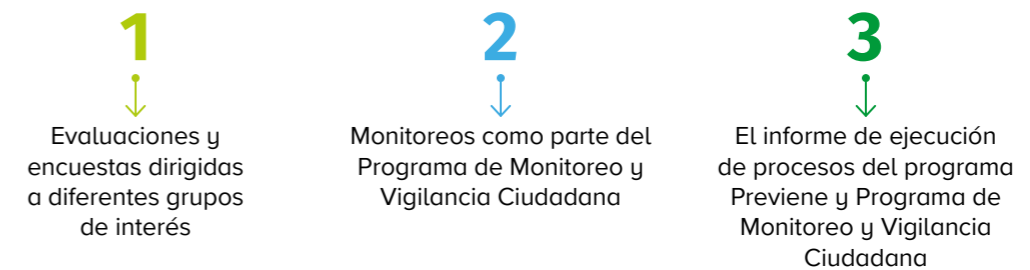 1
Evaluaciones y
encuestas dirigidas
a diferentes grupos
de interés
2
Monitoreos como parte del
Programa de Monitoreo y
Vigilancia Ciudadana
3
El informe de ejecución
de procesos del programa
Previene y Programa de
Monitoreo y Vigilancia
Ciudadana